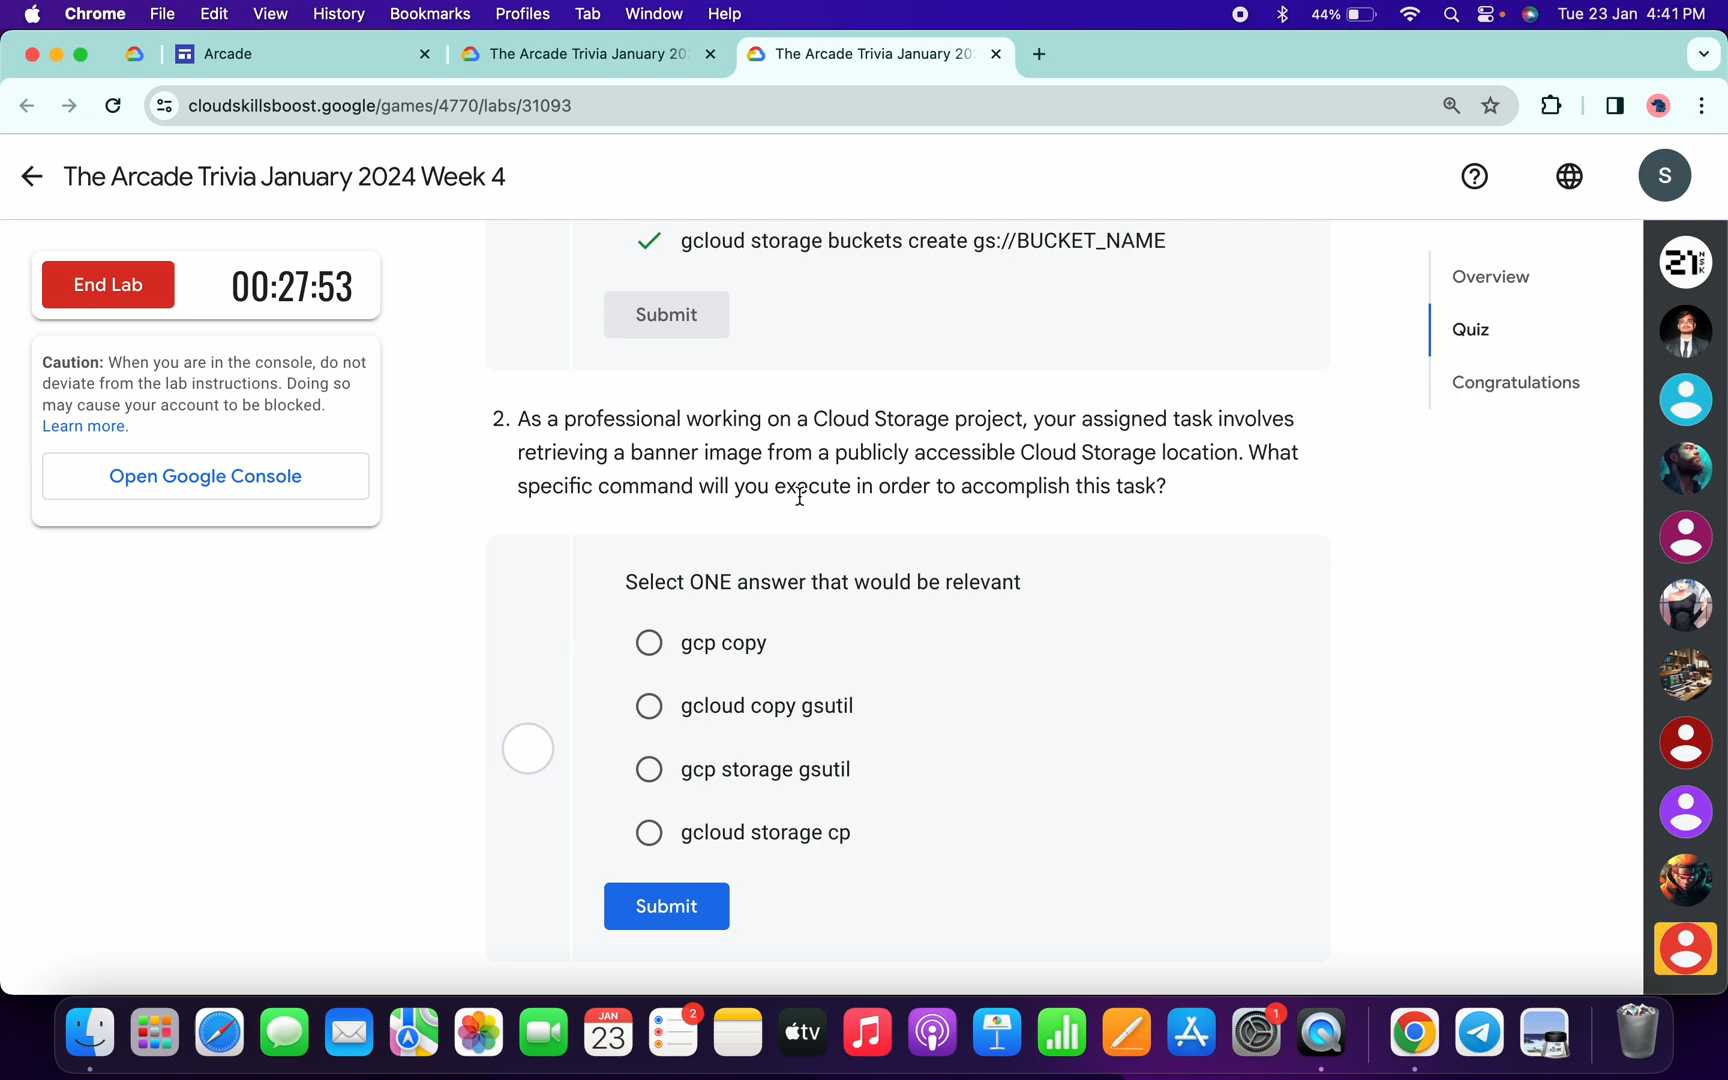 Chrome File Edit View History Bookmarks Profiles Tab Window Help 44% Tue 23 Jan 4:41 PM
Arcade The Arcade Trivia January 20 The Arcade Trivia January 20
cloudskillsboost.google/games/4770/labs/31093
The Arcade Trivia January 2024 Week 4 S
gcloud storage buckets create gs://BUCKET_NAME
Submit
End Lab 00:27:53
Caution: When you are in the console, do not
deviate from the lab instructions. Doing so
may cause your account to be blocked.
Learn more.
Open Google Console
Overview
Quiz
Congratulations
2. As a professional working on a Cloud Storage project, your assigned task involves
retrieving a banner image from a publicly accessible Cloud Storage location. What
specific command will you execute in order to accomplish this task?
Select ONE answer that would be relevant
gcp copy
gcloud copy gsutil
gcp storage gsutil
gcloud storage cp
Submit
21 NSK
JAN
23
2
tv
1